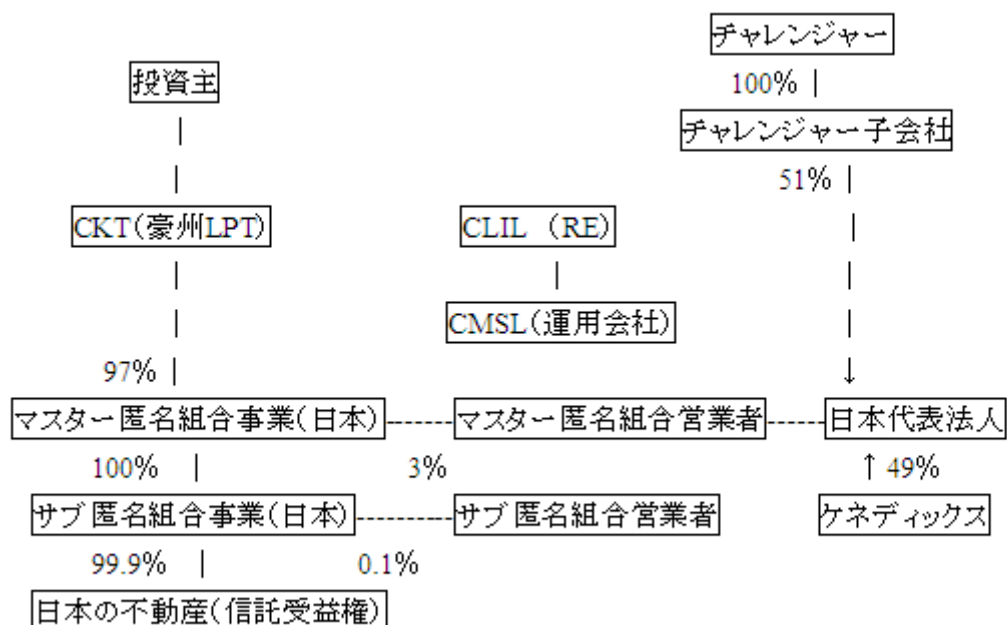 チャレンジャー
投資主
100%
チャレンジャー子会社
51%
CKT(豪州LPT)
CLIL (RE)
CMSL(運用会社)
97%
マスター匿名組合事業(日本)
マスター匿名組合営業者
日本代表法人
100%
3%
↑ 49%
サブ匿名組合事業(日本)
サブ匿名組合営業者
ケネディックス
99.9%
0.1%
日本の不動産(信託受益権)